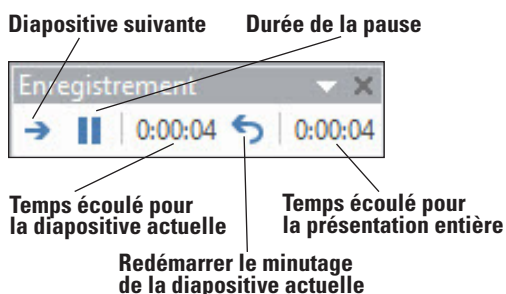 Diapositive suivante
Durée de la pause
Enregistrement
0:00:04
0:00:04
Temps écoulé pour
la diapositive actuelle
Temps écoulé pour
la présentation entière
Redémarrer le minutage
de la diapositive actuelle